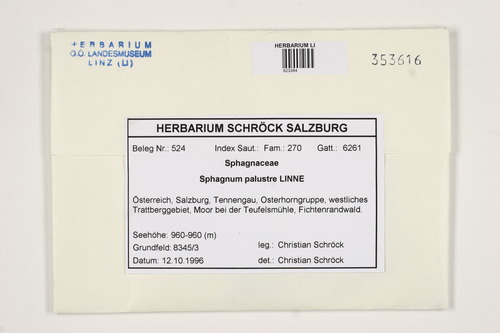 HERBARIUM
O.Ö. LANDESMUSEUM
LINZ (LI)
HERBARIUM LI
353616
HERBARIUM SCHRÖCK SALZBURG
Beleg Nr.: 524 Index Saut.: Fam.: 270 Gatt.: 6261
Sphagnaceae
Sphagnum palustre LINNE
Österreich, Salzburg, Tennengau, Osterhorngruppe, westliches
Trattberggebiet, Moor bei der Teufelsmühle, Fichtenrandwald.
Seehöhe: 960-960 (m)
Grundfeld: 8345/3 leg.: Christian Schröck
Datum: 12.10.1996 det.: Christian Schröck